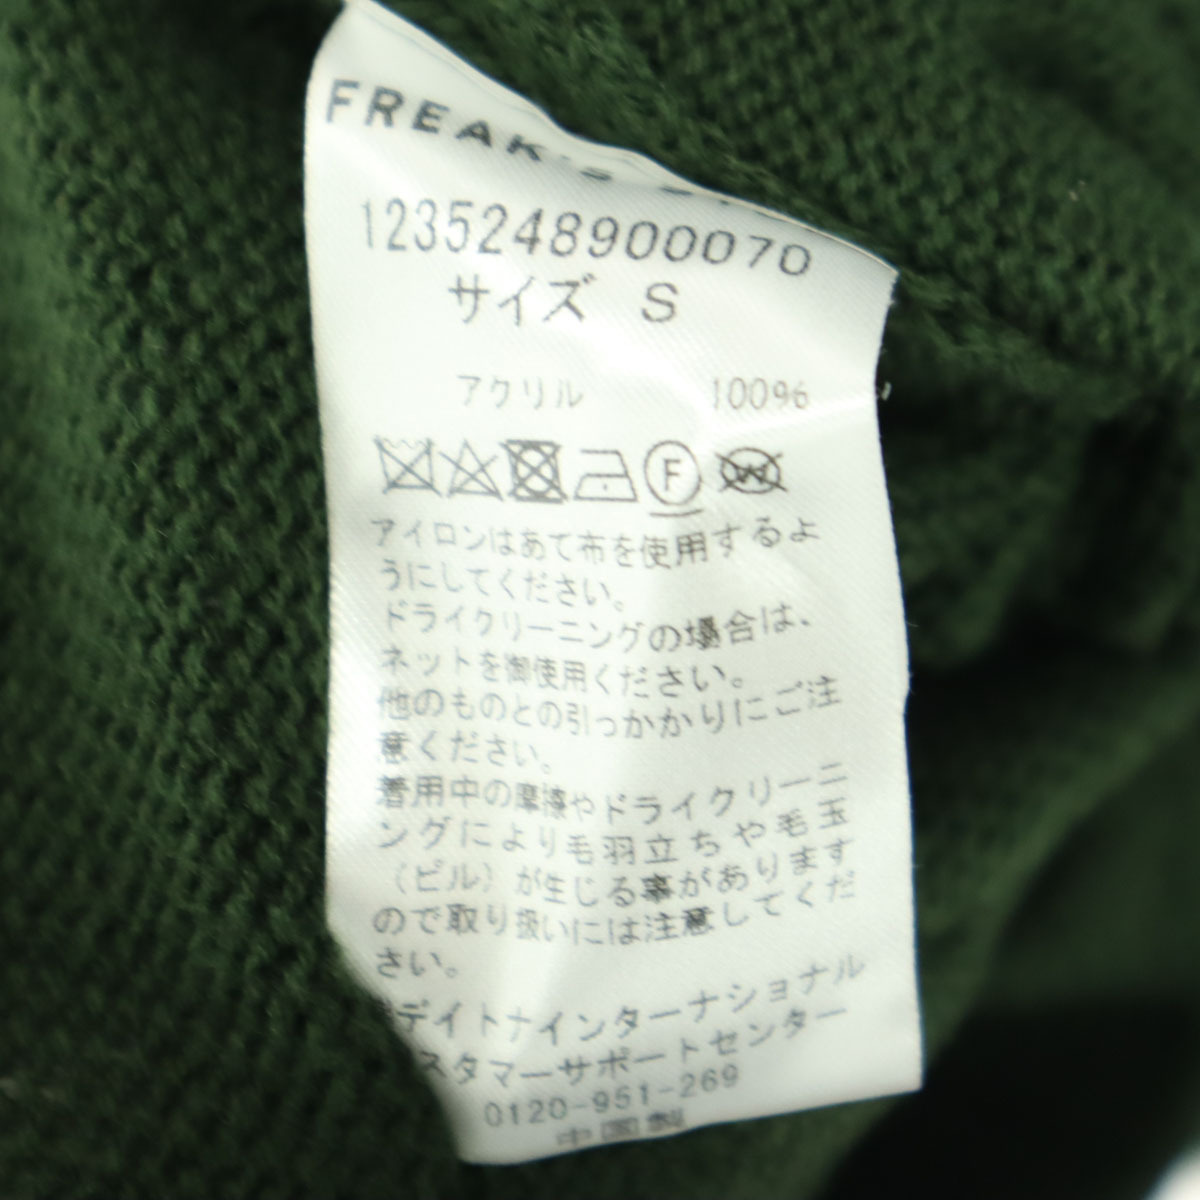 FREAK'S
1235248900070
サイズ S
アクリル 100%
F W
アイロンはあて布を使用するよ
うにしてください。
ドライクリーニングの場合は、
ネットを御使用ください。
他のものとの引っかかりにご注
意ください。
着用中の摩擦やドライクリーニ
ングにより毛羽立ちや毛玉
(ピル)が生じる事があります
ので取り扱いには注意してくだ
さい。
デイトナインターナショナル
スタマーサポートセンター
0120-951-269
中国製